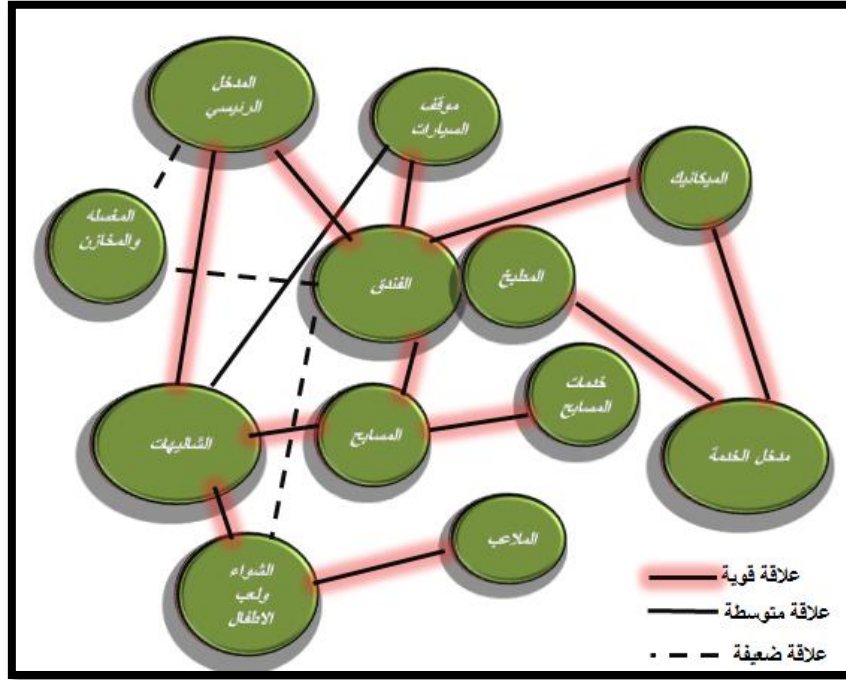 المدخل
الرئيسي
موقف
السيارات
الميكانيك
المغسله
والمخازن
الفندق
المطبخ
خدمات
المسابح
المسابح
الشاليهات
مدخل الخدمة
الملاعب
الشواء
ولعب
الاطفال
علاقة قوية
علاقة متوسطة
علاقة ضعيفة